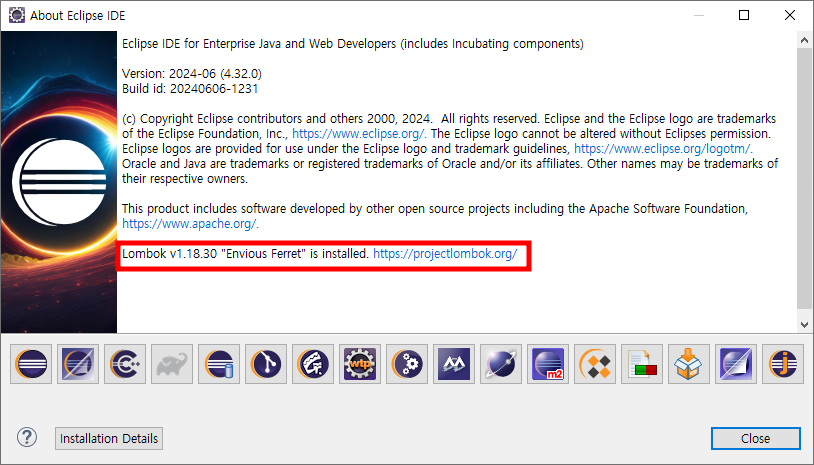 About Eclipse IDE
Eclipse IDE for Enterprise Java and Web Developers (includes Incubating components)
Version: 2024-06 (4.32.0)
Build id: 20240606-1231
(c) Copyright Eclipse contributors and others 2000, 2024.  All rights reserved. Eclipse and the Eclipse logo are trademarks
of the Eclipse Foundation, Inc., https://www.eclipse.org/. The Eclipse logo cannot be altered without Eclipses permission.
Eclipse logos are provided for use under the Eclipse logo and trademark guidelines, https://www.eclipse.org/logotm/.
Oracle and Java are trademarks or registered trademarks of Oracle and/or its affiliates. Other names may be trademarks of
their respective owners.
This product includes software developed by other open source projects including the Apache Software Foundation,
https://www.apache.org/.
Lombok v1.18.30 "Envious Ferret" is installed. https://projectlombok.org/
wtp
m2
j
?
Installation Details
Close